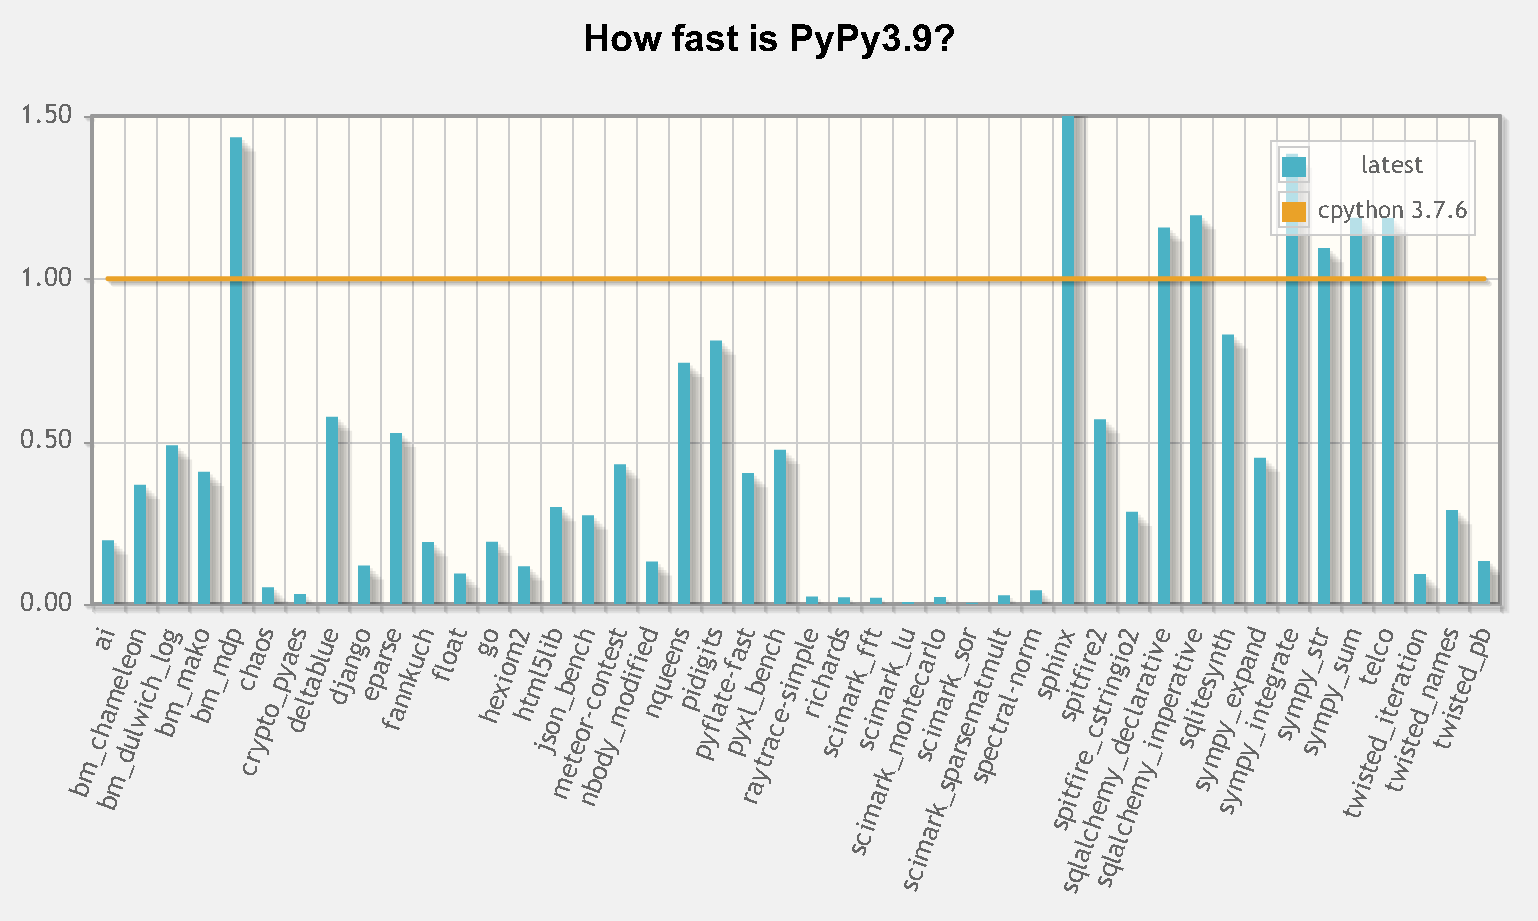 How fast is PyPy3.9?
1.50
1.00
0.50
0.00
latest
cpython 3.7.6
ai
bm_chameleon
bm_dulwich_log
bm_mako
bm_mdp
chaos
crypto_pyaes
deltablue
django
eparse
fannkuch
float
go
hexiom2
html5lib
json_bench
meteor-contest
nbody_modified
nqueens
pidigits
pyflate-fast
pyxl_bench
raytrace-simple
richards
scimark_fft
scimark_lu
scimark_montecarlo
scimark_sor
scimark_sparsematmult
spectral-norm
sphinx
spitfire2
spitfire_cstringio2
sqlalchemy_declarative
sqlalchemy_imperative
sqlitesynth
sympy_expand
sympy_integrate
sympy_str
sympy_sum
telco
twisted_iteration
twisted_names
twisted_pb